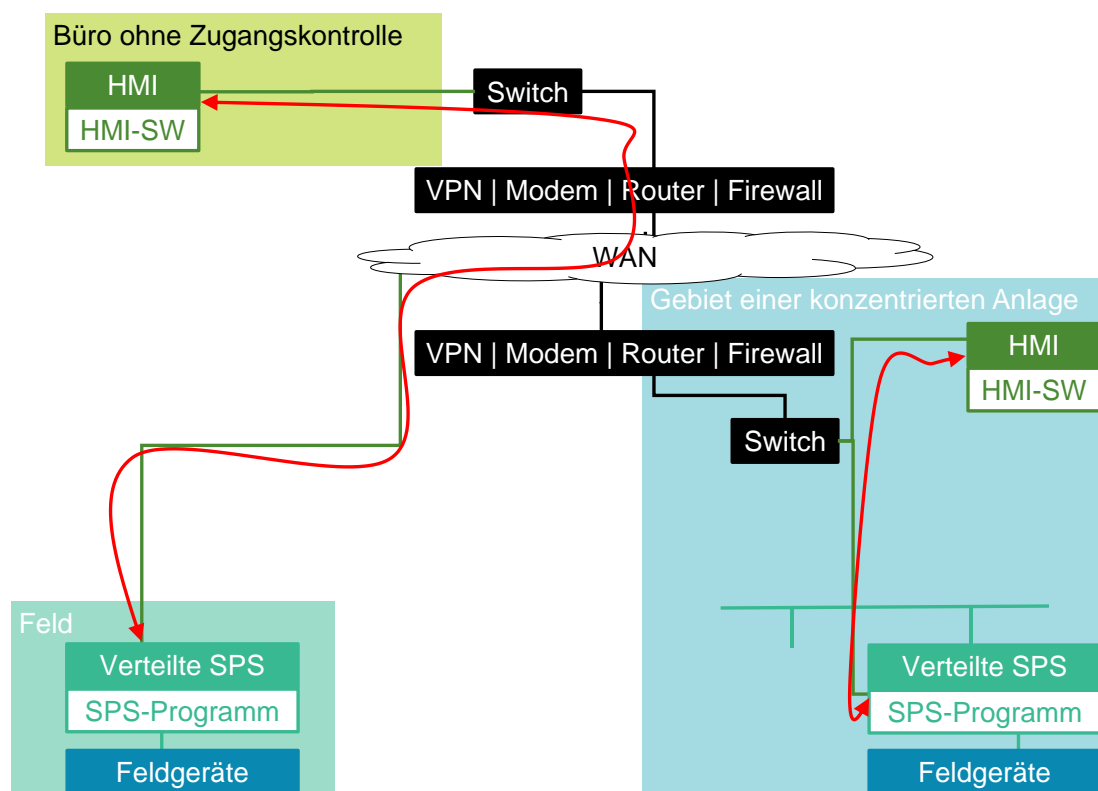 Büro ohne Zugangskontrolle
HMI
HMI-SW
Switch
VPN | Modem | Router | Firewall
WAN
Gebiet einer konzentrierten Anlage
VPN | Modem | Router | Firewall
HMI
HMI-SW
Switch
Feld
Verteilte SPS
SPS-Programm
Feldgeräte
Verteilte SPS
SPS-Programm
Feldgeräte